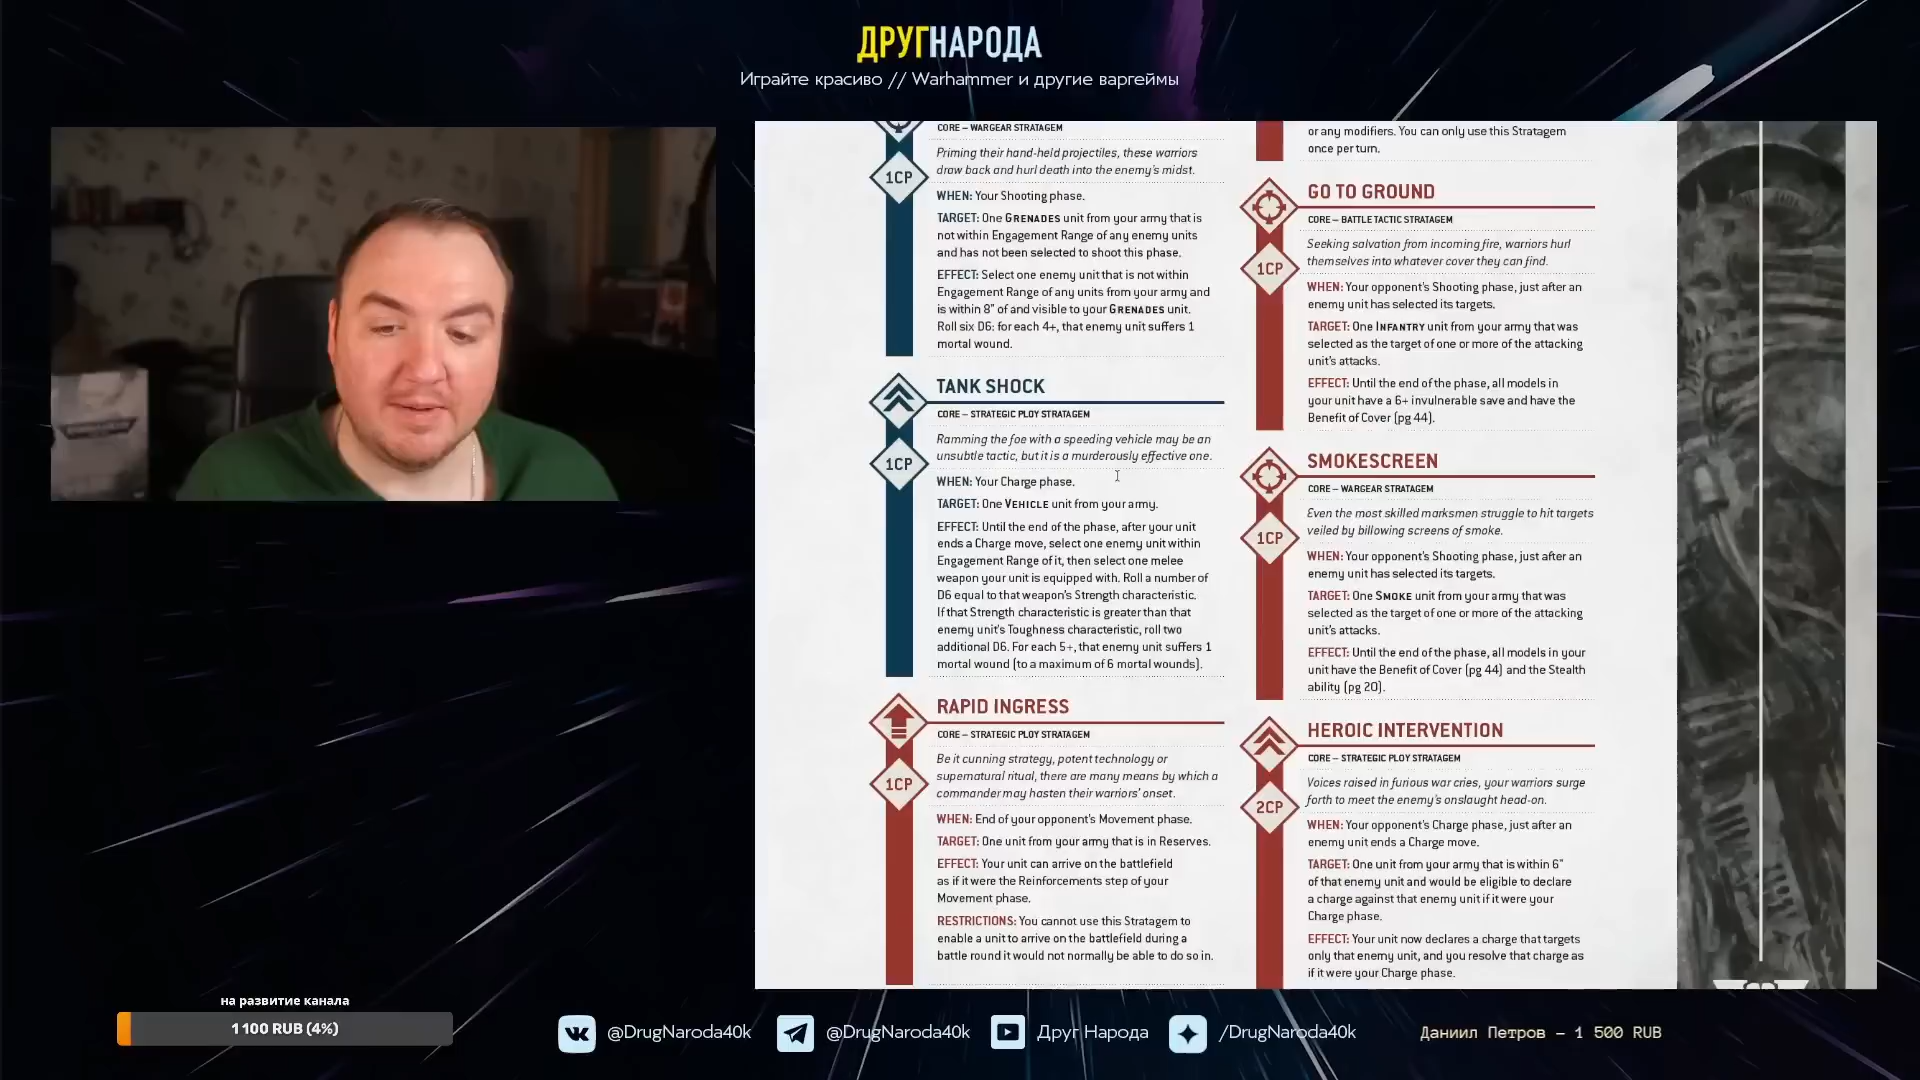 ДРУГНАРОДА
Играйте красиво // Warhammer и другие варгеймы
CORE – WARGEAR STRATAGEM
Priming their hand-held projectiles, these warriors
draw back and hurl death into the enemy's midst.
1CP
WHEN: Your Shooting phase.
TARGET: One GRENADES unit from your army that is
not within Engagement Range of any enemy units
and has not been selected to shoot this phase.
EFFECT: Select one enemy unit that is not within
Engagement Range of any units from your army and
is within 8" of and visible to your GRENADES unit.
Roll six D6: for each 4+, that enemy unit suffers 1
mortal wound.
TANK SHOCK
CORE – STRATEGIC PLOY STRATAGEM
Ramming the foe with a speeding vehicle may be an
unsubtle tactic, but it is a murderously effective one.
1CP
WHEN: Your Charge phase.
TARGET: One VEHICLE unit from your army.
EFFECT: Until the end of the phase, after your unit
ends a Charge move, select one enemy unit within
Engagement Range of it, then select one melee
weapon your unit is equipped with. Roll a number of
D6 equal to that weapon's Strength characteristic.
If that Strength characteristic is greater than that
enemy unit's Toughness characteristic, roll two
additional D6. For each 5+, that enemy unit suffers 1
mortal wound (to a maximum of 6 mortal wounds).
RAPID INGRESS
CORE – STRATEGIC PLOY STRATAGEM
Be it cunning strategy, potent technology or
supernatural ritual, there are many means by which a
commander may hasten their warriors' onset.
1CP
WHEN: End of your opponent's Movement phase.
TARGET: One unit from your army that is in Reserves.
EFFECT: Your unit can arrive on the battlefield
as if it were the Reinforcements step of your
Movement phase.
RESTRICTIONS: You cannot use this Stratagem to
enable a unit to arrive on the battlefield during a
battle round it would not normally be able to do so in.
or any modifiers. You can only use this Stratagem
once per turn.
GO TO GROUND
CORE – BATTLE TACTIC STRATAGEM
Seeking salvation from incoming fire, warriors hurl
themselves into whatever cover they can find.
1CP
WHEN: Your opponent's Shooting phase, just after an
enemy unit has selected its targets.
TARGET: One INFANTRY unit from your army that was
selected as the target of one or more of the attacking
unit's attacks.
EFFECT: Until the end of the phase, all models in
your unit have a 6+ invulnerable save and have the
Benefit of Cover (pg 44).
SMOKESCREEN
CORE – WARGEAR STRATAGEM
Even the most skilled marksmen struggle to hit targets
veiled by billowing screens of smoke.
1CP
WHEN: Your opponent's Shooting phase, just after an
enemy unit has selected its targets.
TARGET: One SMOKE unit from your army that was
selected as the target of one or more of the attacking
unit's attacks.
EFFECT: Until the end of the phase, all models in your
unit have the Benefit of Cover (pg 44) and the Stealth
ability (pg 20).
HEROIC INTERVENTION
CORE – STRATEGIC PLOY STRATAGEM
Voices raised in furious war cries, your warriors surge
forth to meet the enemy's onslaught head-on.
2CP
WHEN: Your opponent's Charge phase, just after an
enemy unit ends a Charge move.
TARGET: One unit from your army that is within 6"
of that enemy unit and would be eligible to declare
a charge against that enemy unit if it were your
Charge phase.
EFFECT: Your unit now declares a charge that targets
only that enemy unit, and you resolve that charge as
if it were your Charge phase.
на развитие канала
1 100 RUB (4%)
@DrugNaroda40k
@DrugNaroda40k
Друг Народа
/DrugNaroda40k
Даниил Петров – 1 500 RUB